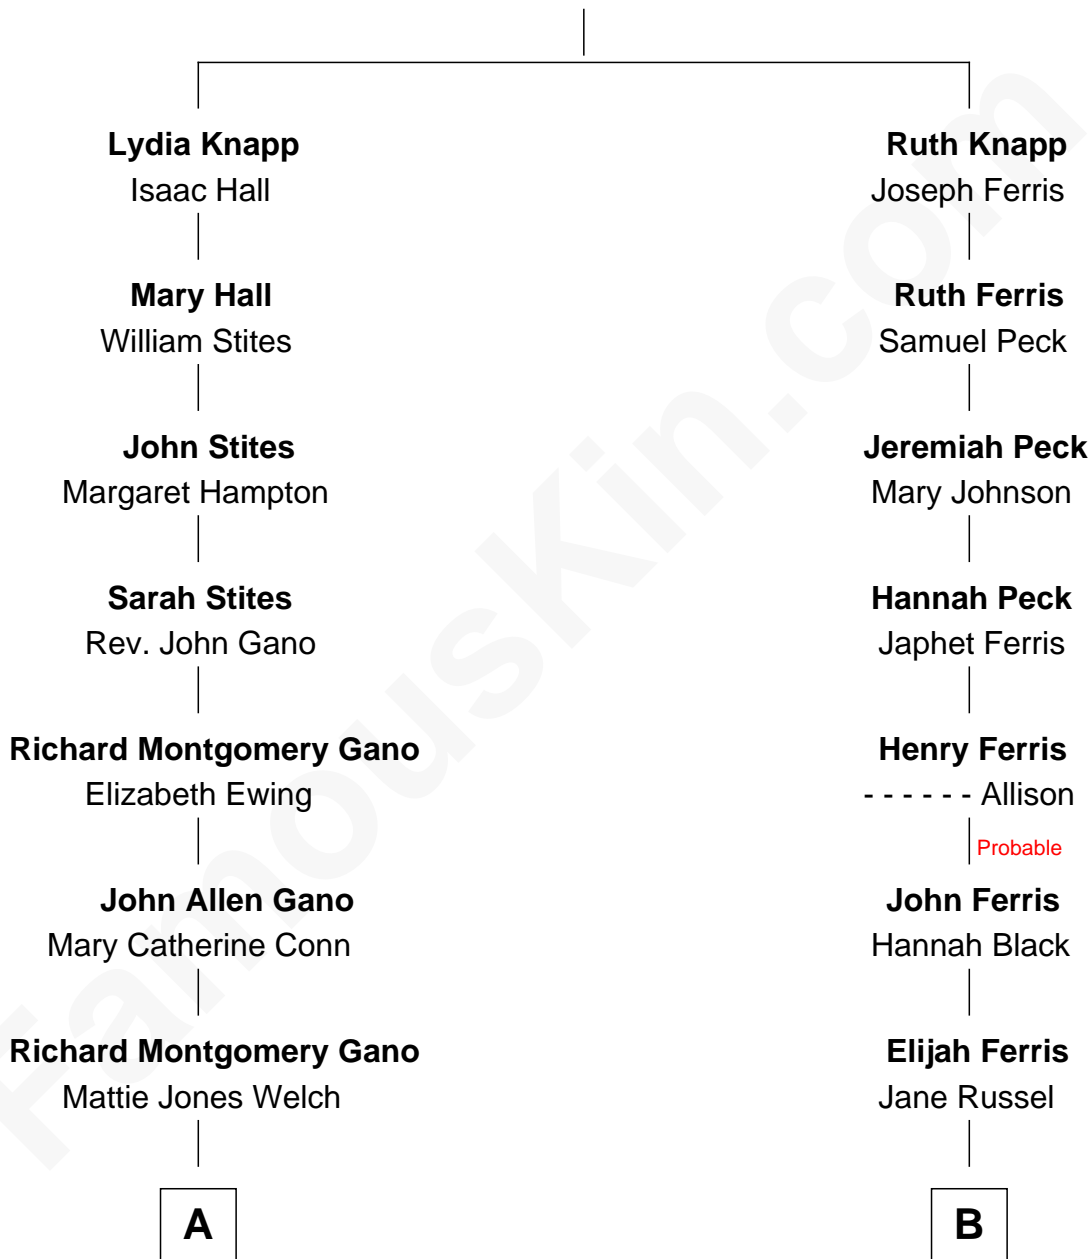 Lydia Knapp
Isaac Hall
Mary Hall
William Stites
John Stites
Margaret Hampton
Sarah Stites
Rev. John Gano
Richard Montgomery Gano
Elizabeth Ewing
John Allen Gano
Mary Catherine Conn
Richard Montgomery Gano
Mattie Jones Welch
A
Ruth Knapp
Joseph Ferris
Ruth Ferris
Samuel Peck
Jeremiah Peck
Mary Johnson
Hannah Peck
Japhet Ferris
Henry Ferris
- - - - - - Allison
Probable
John Ferris
Hannah Black
Elijah Ferris
Jane Russel
B
FamousKin.com